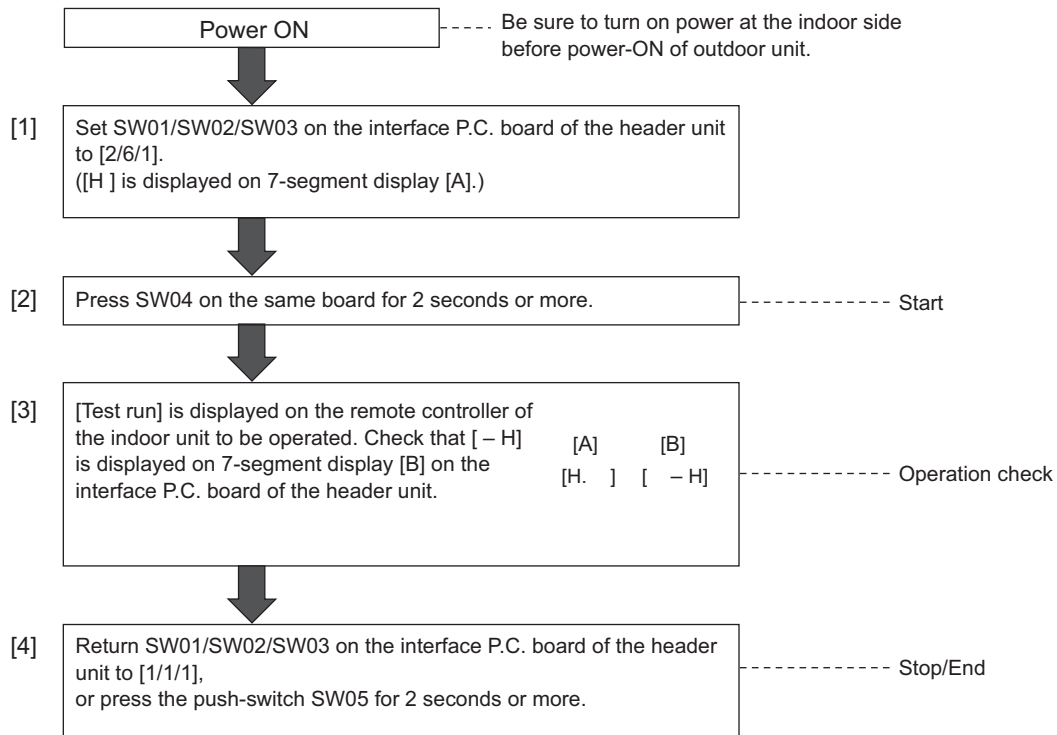 Power ON
Be sure to turn on power at the indoor side
before power-ON of outdoor unit.
[1]
Set SW01/SW02/SW03 on the interface P.C. board of the header unit
to [2/6/1].
([H ] is displayed on 7-segment display [A].)
[2]
Press SW04 on the same board for 2 seconds or more.
Start
[3]
[Test run] is displayed on the remote controller of
the indoor unit to be operated. Check that [ – H]
is displayed on 7-segment display [B] on the
interface P.C. board of the header unit.
[A] [B]
[H. ] [ – H]
Operation check
[4]
Return SW01/SW02/SW03 on the interface P.C. board of the header
unit to [1/1/1],
or press the push-switch SW05 for 2 seconds or more.
Stop/End